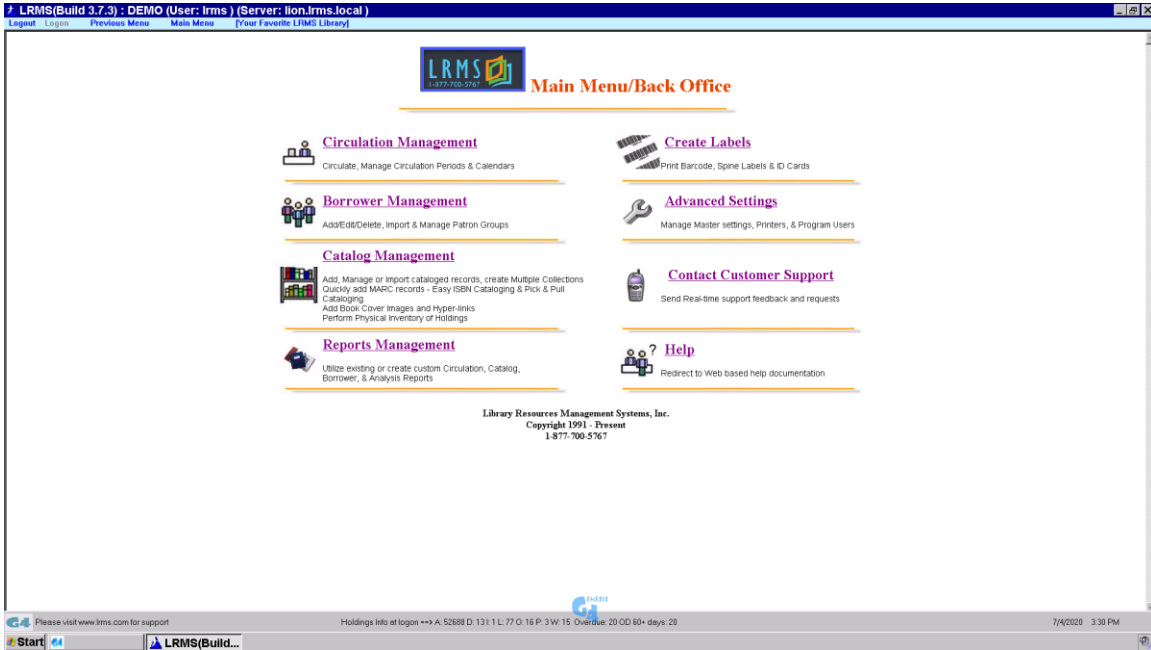 LRMS(Build 3.7.3) : DEMO (User: lrms ) (Server: lion.lrms.local )
Logout Logon Previous Menu Main Menu [Your Favorite LRMS Library]
LRMS
1-877-700-5767
Main Menu/Back Office
Circulation Management
Circulate, Manage Circulation Periods & Calendars
Create Labels
Print Barcode, Spine Labels & ID Cards
Borrower Management
Add/Edit/Delete, Import & Manage Patron Groups
Advanced Settings
Manage Master settings, Printers, & Program Users
Catalog Management
Add, Manage or Import cataloged records, create Multiple Collections
Quickly add MARC records - Easy ISBN Cataloging & Pick & Pull
Cataloging
Add Book Cover Images and Hyper-links
Perform Physical Inventory of Holdings
Contact Customer Support
Send Real-time support feedback and requests
Reports Management
Utilize existing or create custom Circulation, Catalog,
Borrower, & Analysis Reports
?
Help
Redirect to Web based help documentation
Library Resources Management Systems, Inc.
Copyright 1991 - Present
1-877-700-5767
GENESIS
G4
G4 Please visit www.lrms.com for support Holdings Info at logon ==> A: 52688 D: 13 I: 1 L: 77 O: 16 P: 3 W: 15 Overdue: 20 OD 60+ days: 28 7/4/2020 3:30 PM
Start G4 LRMS(Build...